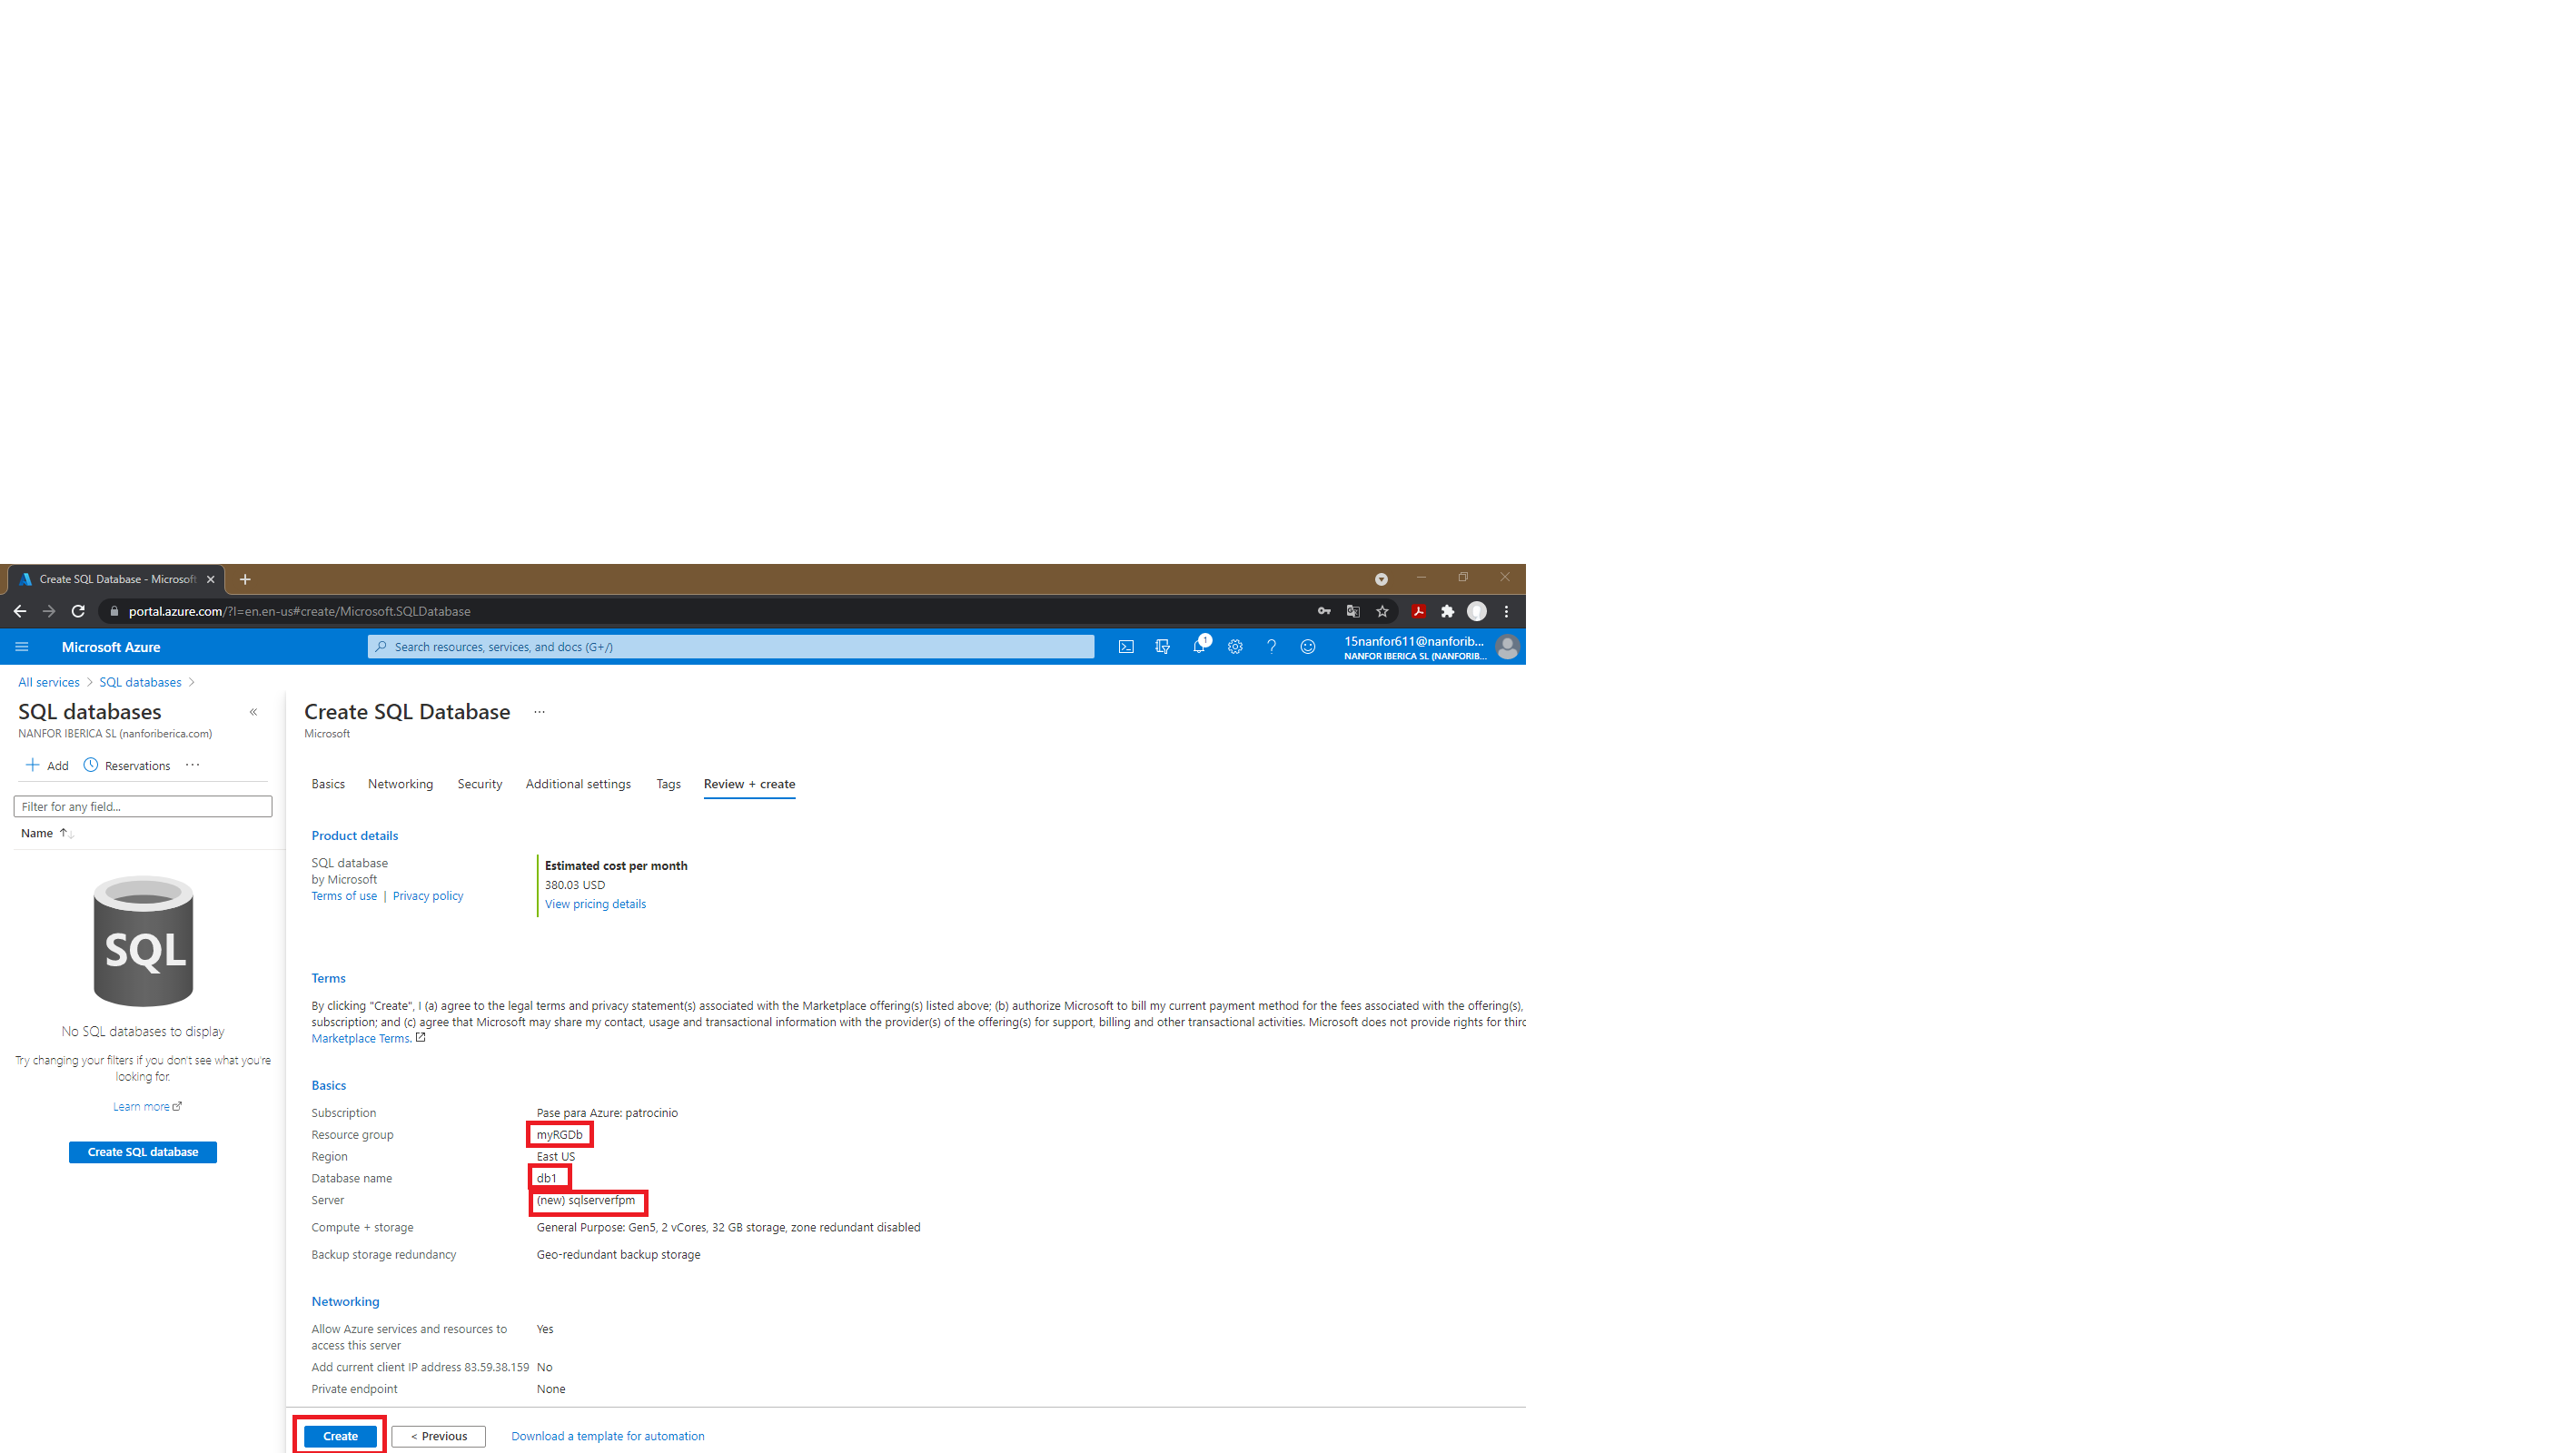 Create SQL Database - Microsoft
portal.azure.com/?l=en.en-us#create/Microsoft.SQLDatabase
Microsoft Azure
Search resources, services, and docs (G+/)
1
15nanfor611@nanforib...
NANFOR IBERICA SL (NANFORIB...
All services > SQL databases >
SQL databases
NANFOR IBERICA SL (nanforiberica.com)
+ Add Reservations ...
Filter for any field...
Name ↑↓
SQL
No SQL databases to display
Try changing your filters if you don't see what you're
looking for.
Learn more
Create SQL database
Create SQL Database ...
Microsoft
Basics Networking Security Additional settings Tags Review + create
Product details
SQL database
by Microsoft
Terms of use | Privacy policy
Estimated cost per month
380.03 USD
View pricing details
Terms
By clicking "Create", I (a) agree to the legal terms and privacy statement(s) associated with the Marketplace offering(s) listed above; (b) authorize Microsoft to bill my current payment method for the fees associated with the offering(s),
subscription; and (c) agree that Microsoft may share my contact, usage and transactional information with the provider(s) of the offering(s) for support, billing and other transactional activities. Microsoft does not provide rights for thir
Marketplace Terms.
Basics
Subscription Pase para Azure: patrocinio
Resource group myRGDb
Region East US
Database name db1
Server (new) sqlserverfpm
Compute + storage General Purpose: Gen5, 2 vCores, 32 GB storage, zone redundant disabled
Backup storage redundancy Geo-redundant backup storage
Networking
Allow Azure services and resources to Yes
access this server
Add current client IP address 83.59.38.159 No
Private endpoint None
Create < Previous Download a template for automation